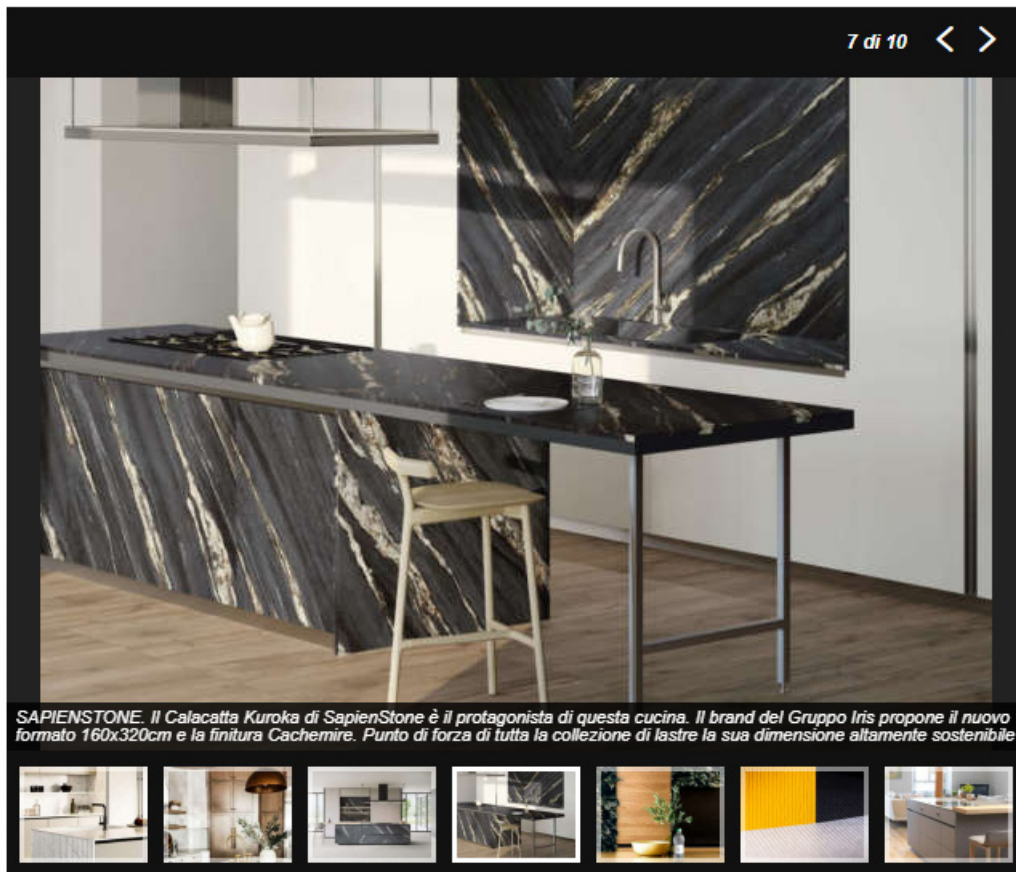 7 di 10
SAPIENSTONE. Il Calacatta Kuroka di SapienStone è il protagonista di questa cucina. Il brand del Gruppo Iris propone il nuovo
formato 160x320cm e la finitura Cachemire. Punto di forza di tutta la collezione di lastre la sua dimensione altamente sostenibile